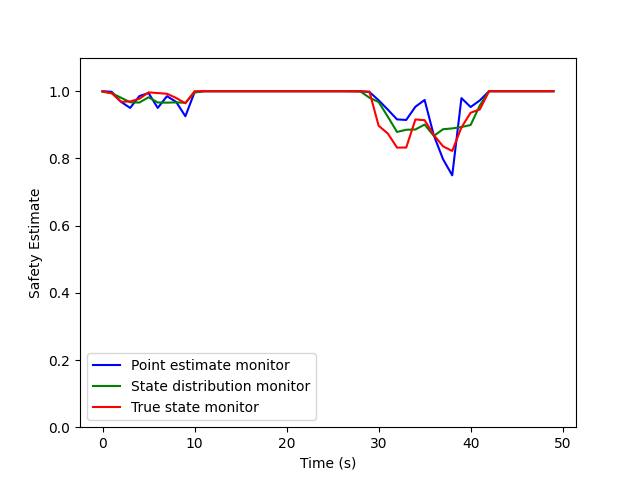 1.0
0.8
0.6
0.4
0.2
0.0
Safety Estimate
Point estimate monitor
State distribution monitor
True state monitor
0 10 20 30 40 50
Time (s)